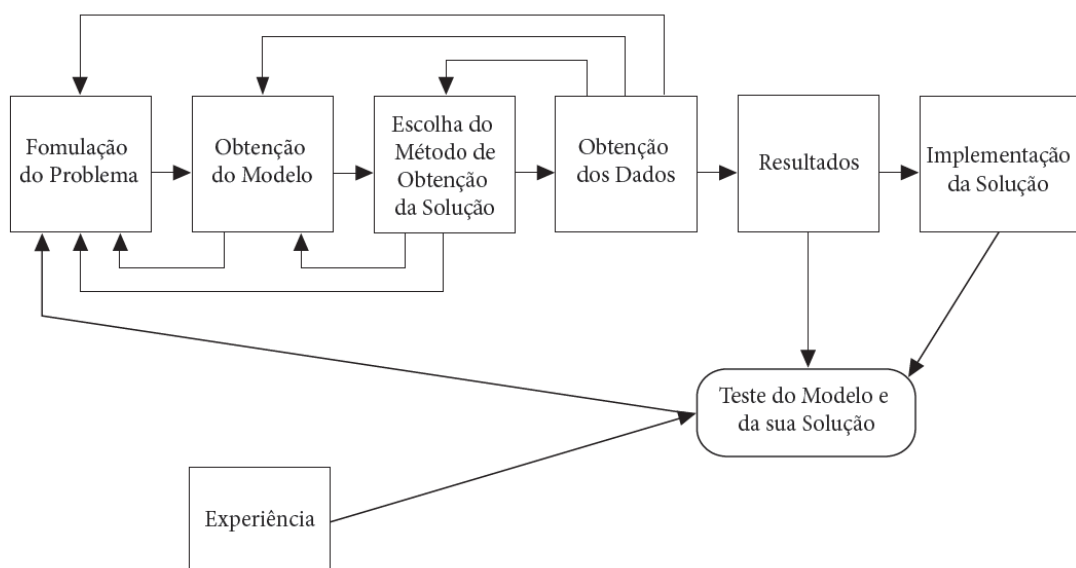 Fomulação
do Problema
Obtenção
do Modelo
Escolha do
Método de
Obtenção
da Solução
Obtenção
dos Dados
Resultados
Implementação
da Solução
Teste do Modelo e
da sua Solução
Experiência